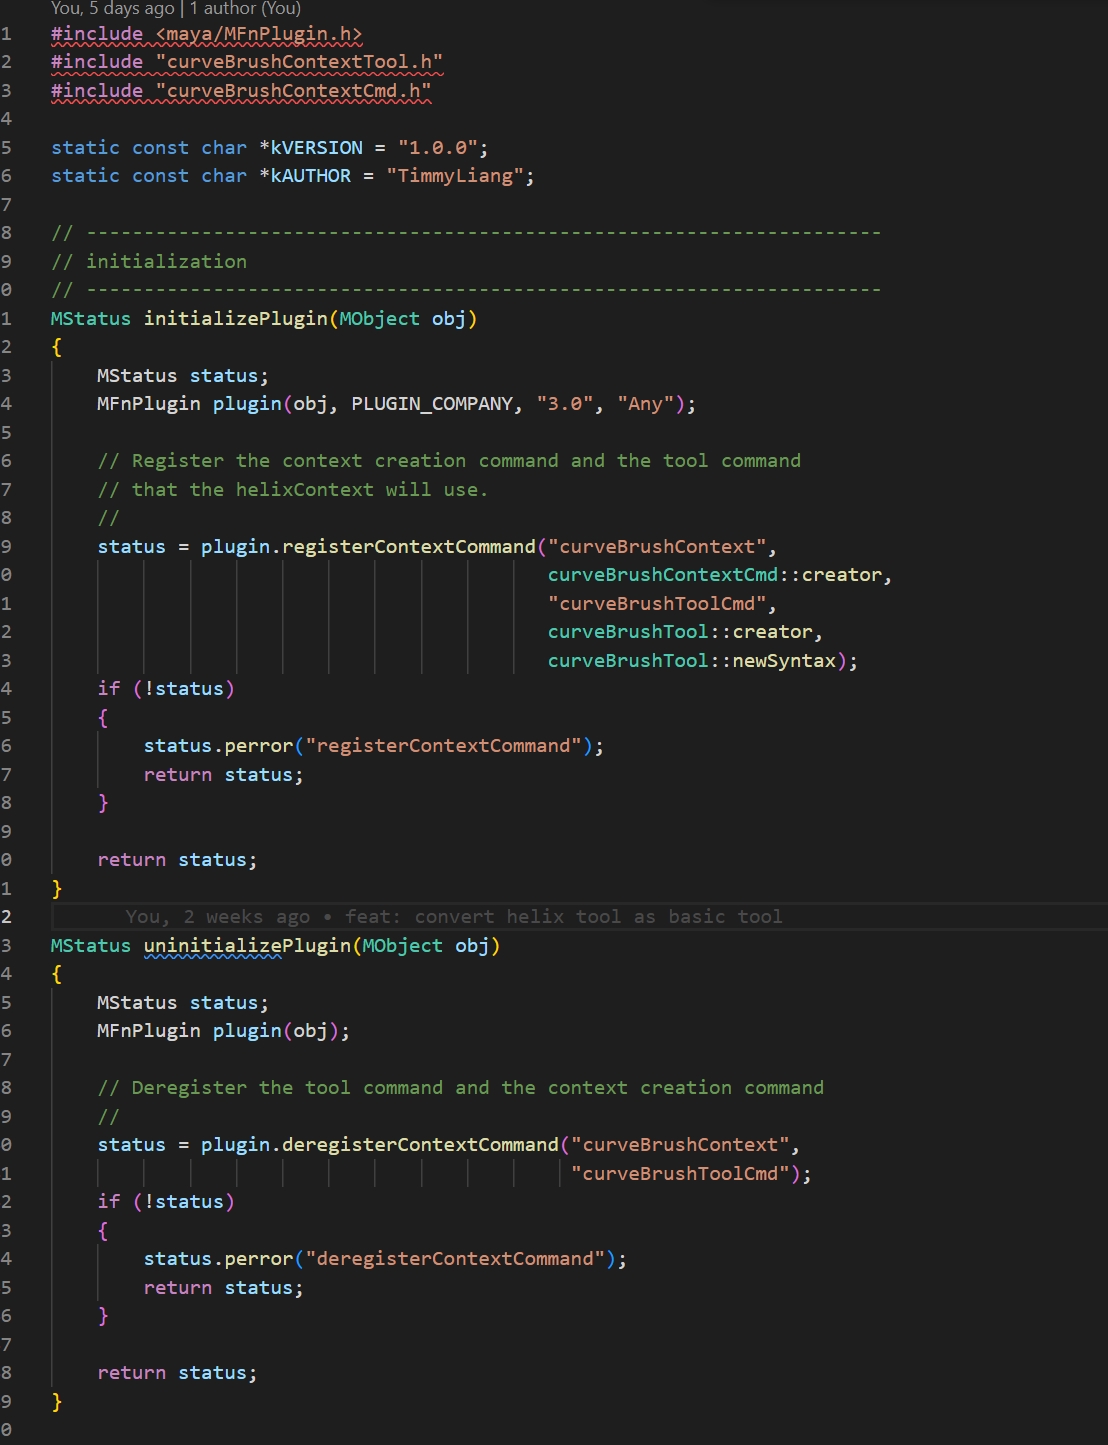 You, 5 days ago | 1 author (You)
1 #include <maya/MFnPlugin.h>
2 #include "curveBrushContextTool.h"
3 #include "curveBrushContextCmd.h"
4
5 static const char *kVERSION = "1.0.0";
6 static const char *kAUTHOR = "TimmyLiang";
7
8 // ---------------------------------------------------------------------
9 // initialization
0 // ---------------------------------------------------------------------
1 MStatus initializePlugin(MObject obj)
2 {
3     MStatus status;
4     MFnPlugin plugin(obj, PLUGIN_COMPANY, "3.0", "Any");
5
6     // Register the context creation command and the tool command
7     // that the helixContext will use.
8     //
9     status = plugin.registerContextCommand("curveBrushContext",
0                                            curveBrushContextCmd::creator,
1                                            "curveBrushToolCmd",
2                                            curveBrushTool::creator,
3                                            curveBrushTool::newSyntax);
4     if (!status)
5     {
6         status.perror("registerContextCommand");
7         return status;
8     }
9
0     return status;
1 }
2       You, 2 weeks ago • feat: convert helix tool as basic tool
3 MStatus uninitializePlugin(MObject obj)
4 {
5     MStatus status;
6     MFnPlugin plugin(obj);
7
8     // Deregister the tool command and the context creation command
9     //
0     status = plugin.deregisterContextCommand("curveBrushContext",
1                                              "curveBrushToolCmd");
2     if (!status)
3     {
4         status.perror("deregisterContextCommand");
5         return status;
6     }
7
8     return status;
9 }
0